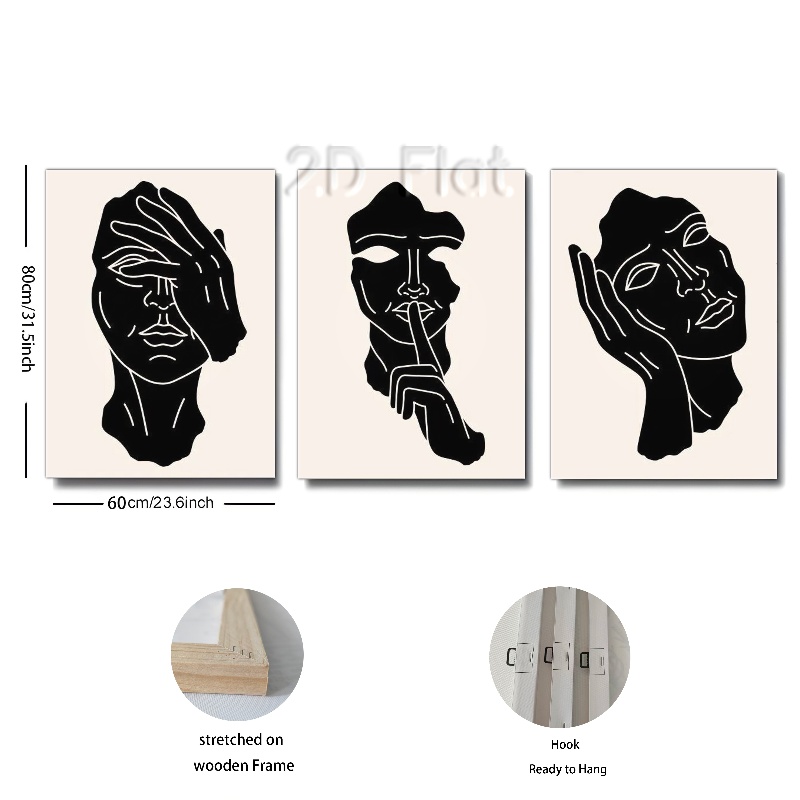 2D Flat
80cm/31.5inch
60cm/23.6inch
stretched on
wooden Frame
Hook
Ready to Hang